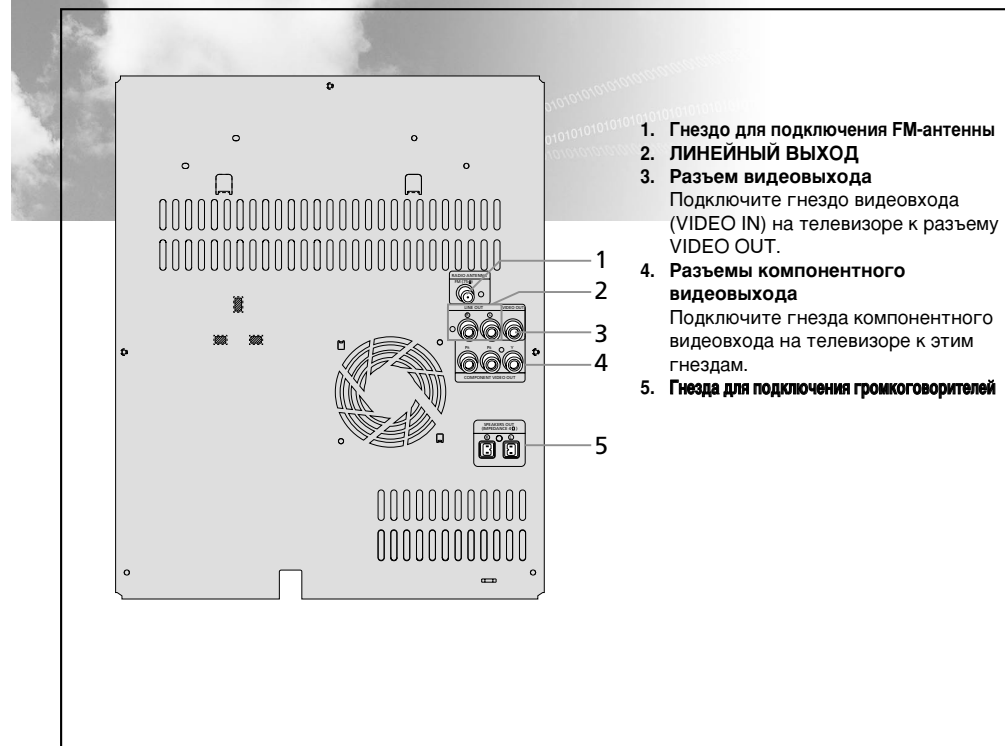 1. Гнездо для подключения FM-антенны
2. ЛИНЕЙНЫЙ ВЫХОД
3. Разъем видеовыхода
Подключите гнездо видеовхода
(VIDEO IN) на телевизоре к разъему
VIDEO OUT.
4. Разъемы компонентного
видеовыхода
Подключите гнезда компонентного
видеовхода на телевизоре к этим
гнездам.
5. Гнезда для подключения громкоговорителей
RADIO ANTENNA
1
2
LINE OUT
VIDEO OUT
3
4
COMPONENT VIDEO OUT
SPEAKERS OUT
5